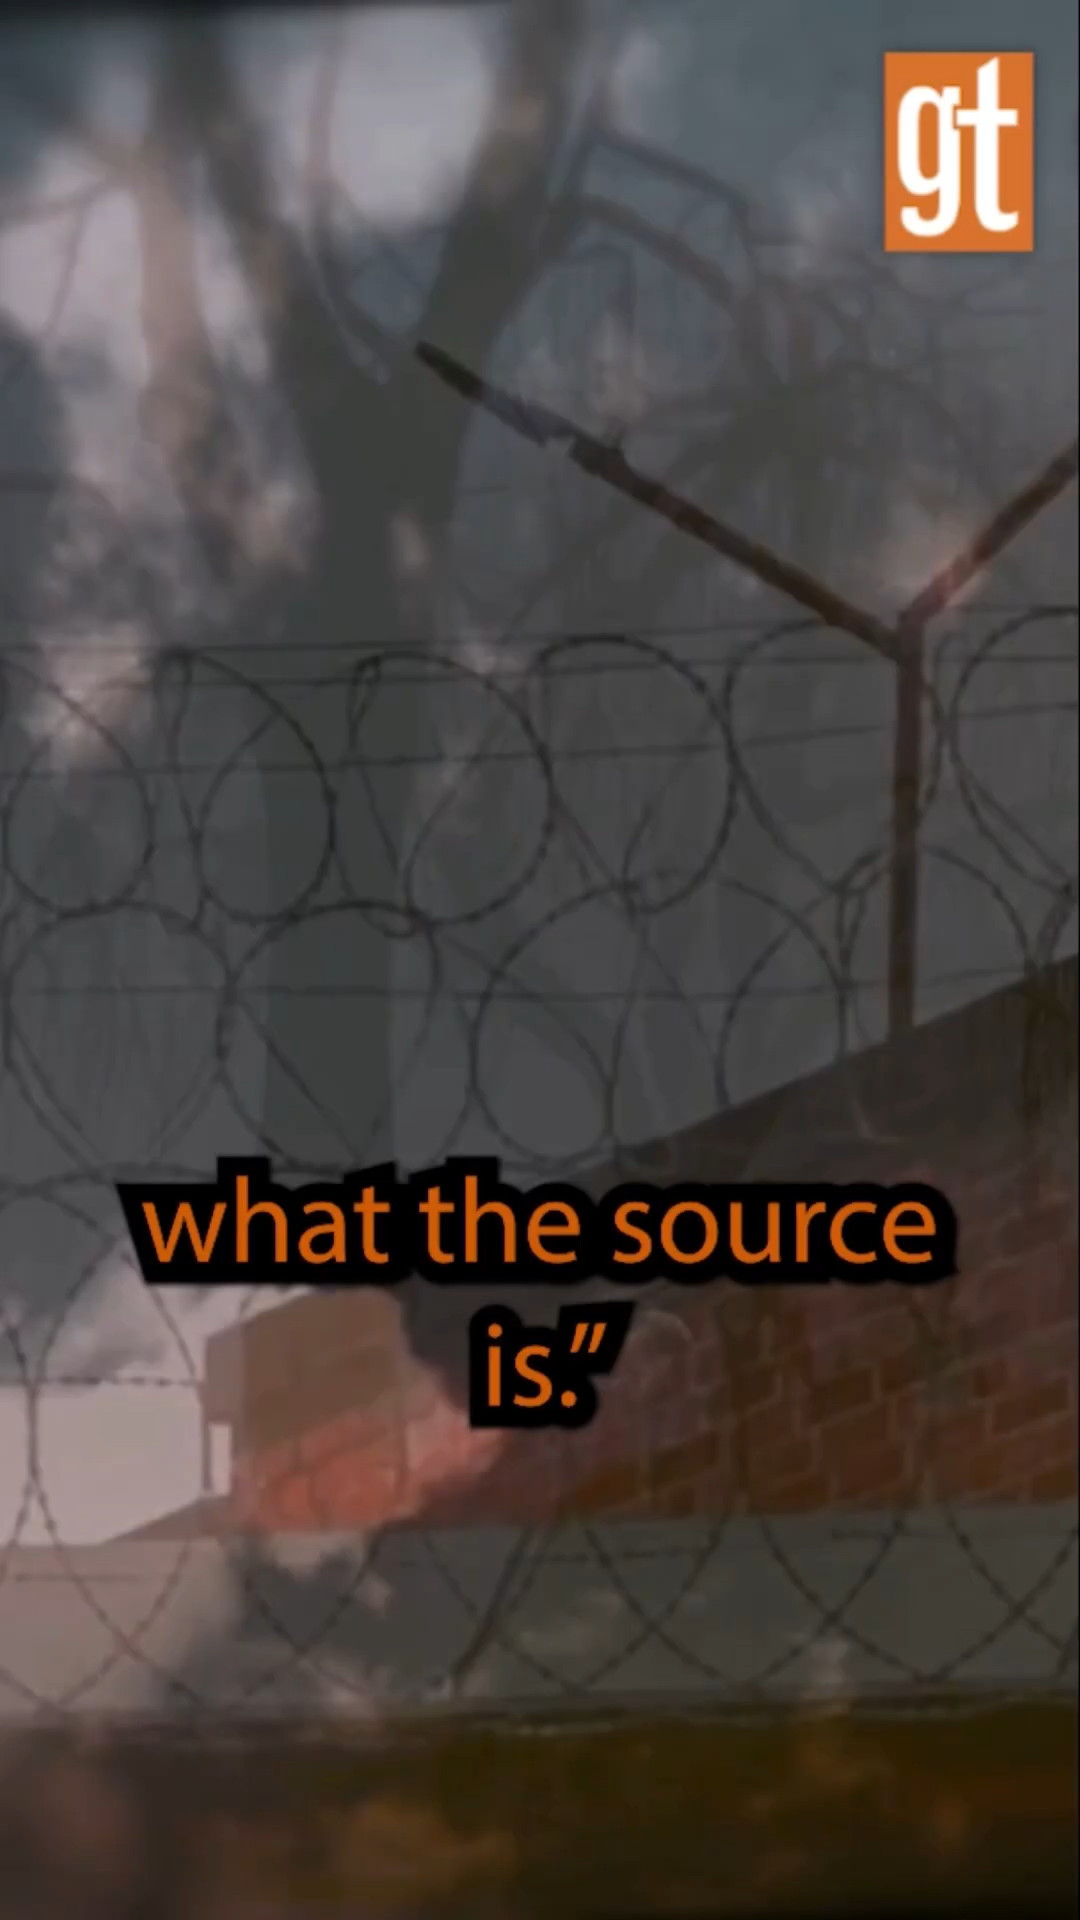 gt
what the source
is.”